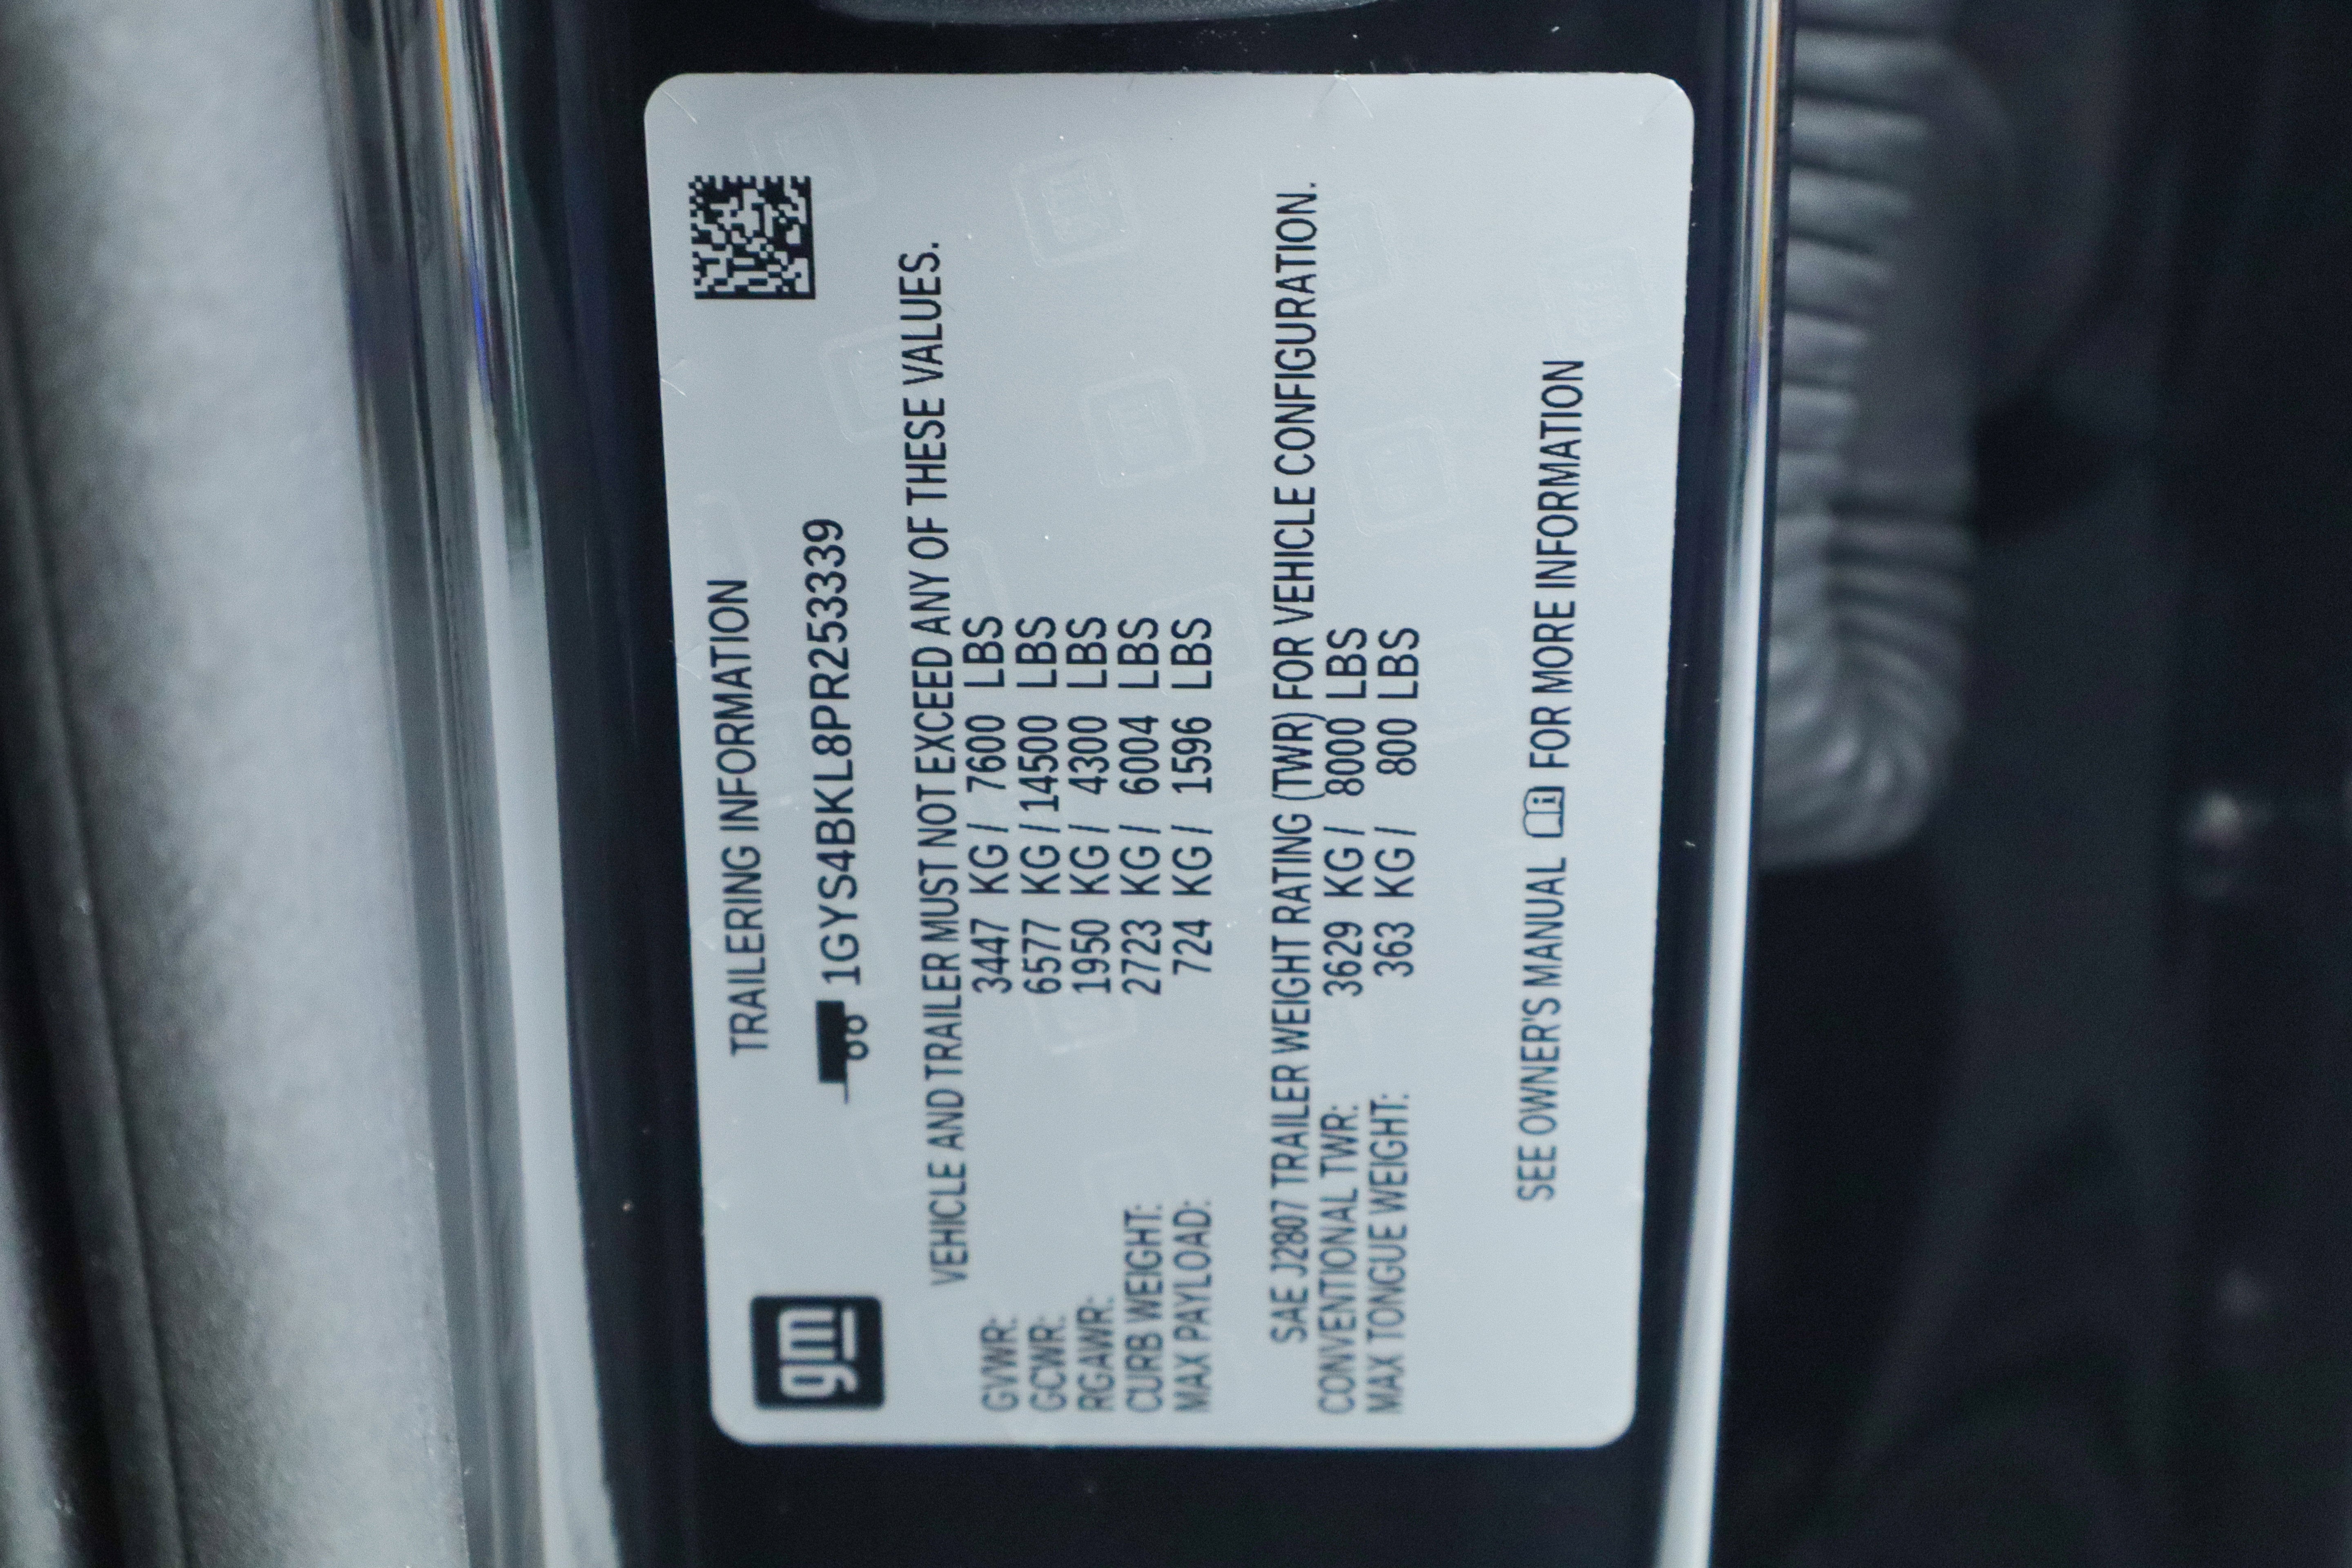 gm
TRAILERING INFORMATION
1GYS4BKL8PR253339
VEHICLE AND TRAILER MUST NOT EXCEED ANY OF THESE VALUES.
GVWR: 3447 KG / 7600 LBS
GCWR: 6577 KG / 14500 LBS
RGAWR: 1950 KG / 4300 LBS
CURB WEIGHT: 2723 KG / 6004 LBS
MAX PAYLOAD: 724 KG / 1596 LBS
SAE J2807 TRAILER WEIGHT RATING (TWR) FOR VEHICLE CONFIGURATION.
CONVENTIONAL TWR: 3629 KG / 8000 LBS
MAX TONGUE WEIGHT: 363 KG / 800 LBS
SEE OWNER'S MANUAL FOR MORE INFORMATION